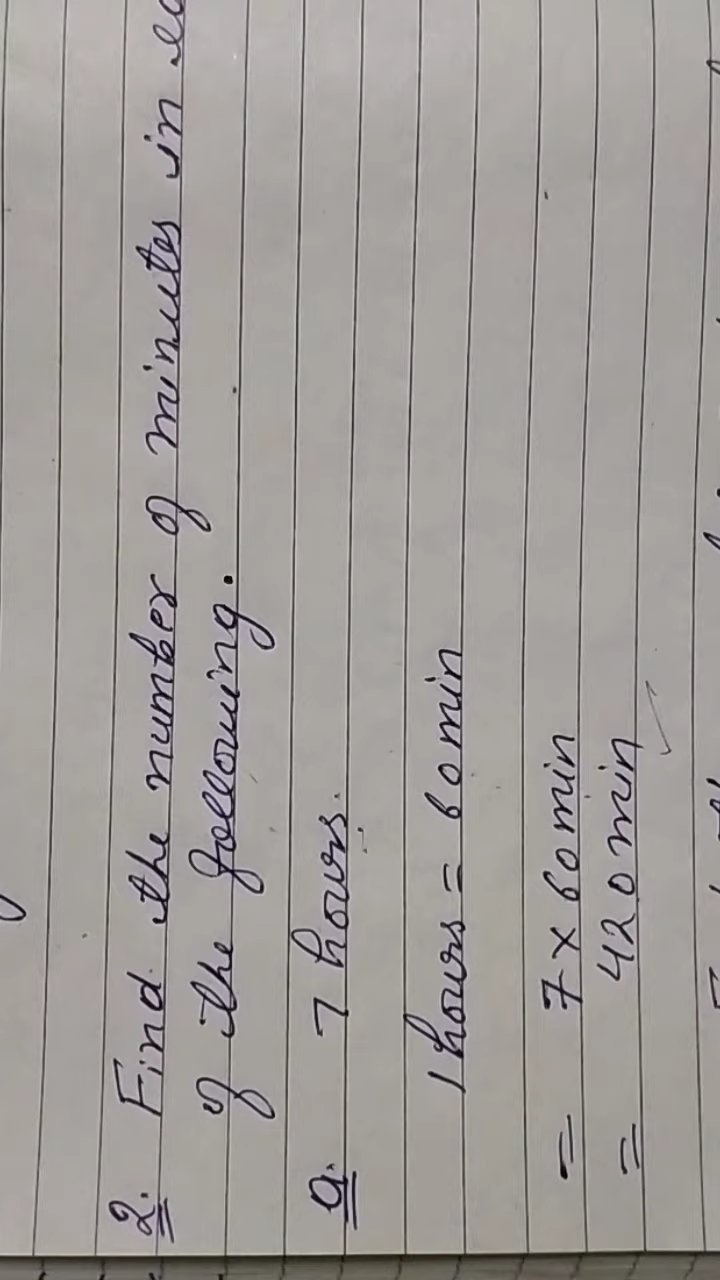 2. Find the number of minutes in
of the following.
a. 7 hours.
1 hours = 60 min
= 7 x 60 min
= 420 min